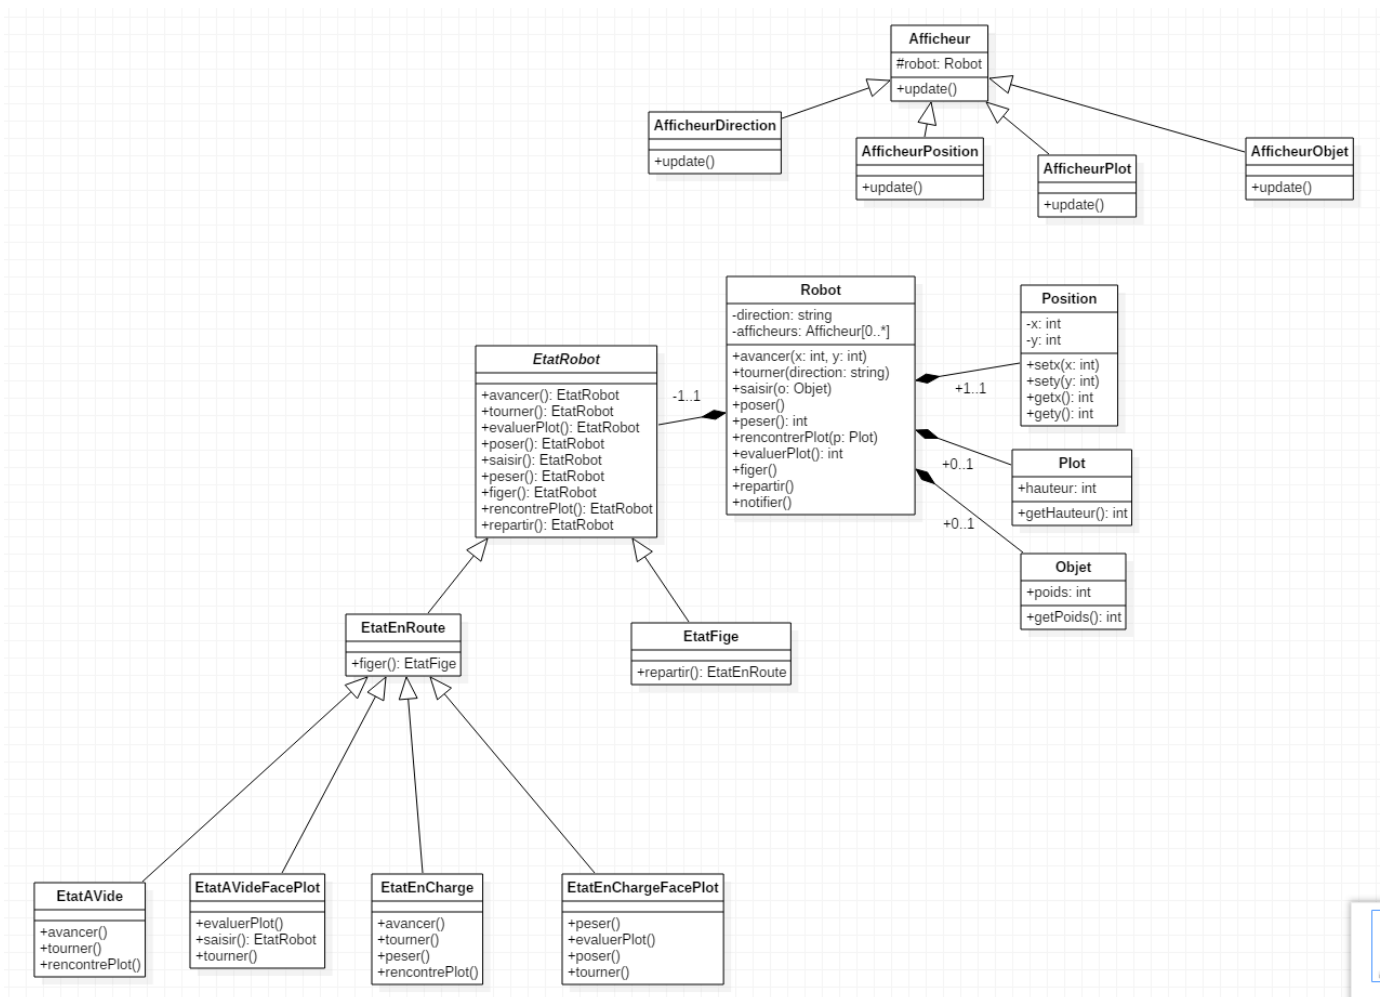 Afficheur
#robot: Robot
+update()
AfficheurDirection
+update()
AfficheurPosition
+update()
AfficheurPlot
+update()
AfficheurObjet
+update()
Robot
-direction: string
-afficheurs: Afficheur[0..*]
+avancer(x: int, y: int)
+tourner(direction: string)
+saisir(o: Objet)
+poser()
+peser(): int
+rencontrerPlot(p: Plot)
+evaluerPlot(): int
+figer()
+repartir()
+notifier()
Position
-x: int
-y: int
+setx(x: int)
+sety(y: int)
+getx(): int
+gety(): int
+1..1
-1..1
EtatRobot
+avancer(): EtatRobot
+tourner(): EtatRobot
+evaluerPlot(): EtatRobot
+poser(): EtatRobot
+saisir(): EtatRobot
+peser(): EtatRobot
+figer(): EtatRobot
+rencontrePlot(): EtatRobot
+repartir(): EtatRobot
+0..1
Plot
+hauteur: int
+getHauteur(): int
+0..1
Objet
+poids: int
+getPoids(): int
EtatEnRoute
+figer(): EtatFige
EtatFige
+repartir(): EtatEnRoute
EtatAVide
+avancer()
+tourner()
+rencontrePlot()
EtatAVideFacePlot
+evaluerPlot()
+saisir(): EtatRobot
+tourner()
EtatEnCharge
+avancer()
+tourner()
+peser()
+rencontrePlot()
EtatEnChargeFacePlot
+peser()
+evaluerPlot()
+poser()
+tourner()